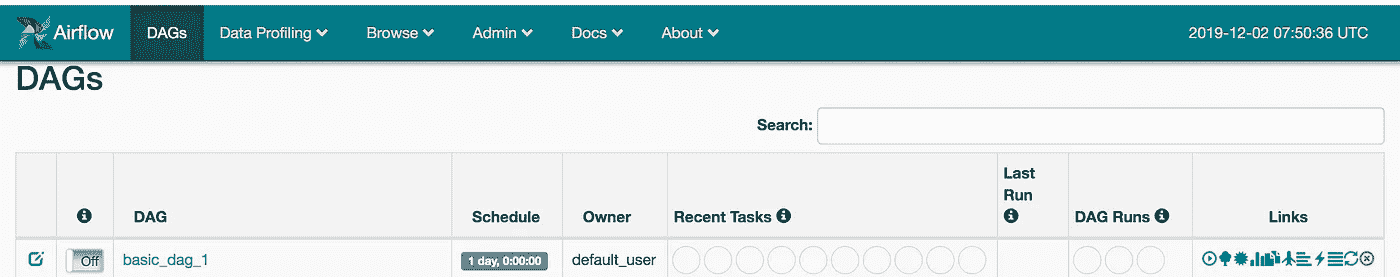 Airflow DAGs Data Profiling Browse Admin Docs About 2019-12-02 07:50:36 UTC
DAGs
Search:
DAG Schedule Owner Recent Tasks Last Run DAG Runs Links
Off basic_dag_1 1 day, 0:00:00 default_user